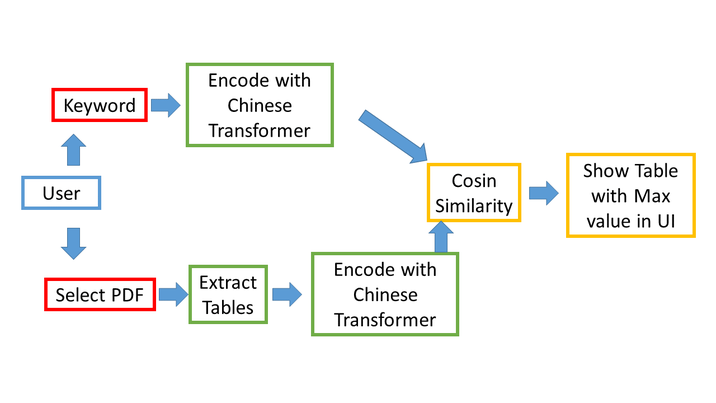 Encode with
Chinese
Transformer
Keyword
User
Cosin
Similarity
Show Table
with Max
value in UI
Select PDF
Extract
Tables
Encode with
Chinese
Transformer